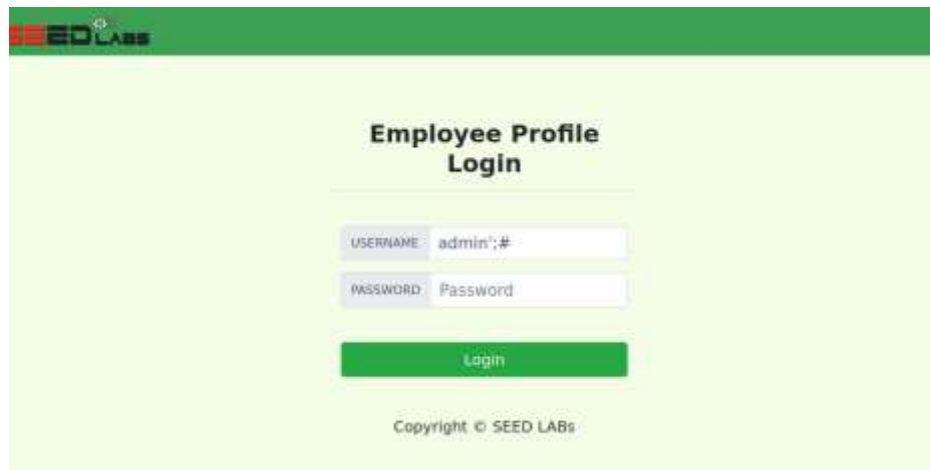 SEED LABS
Employee Profile
Login
USERNAME admin';#
PASSWORD Password
Login
Copyright © SEED LABs